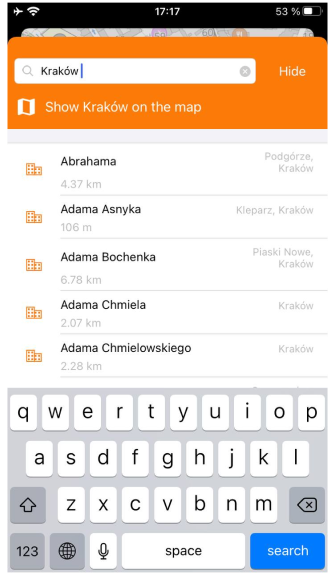 17:17
53 %
Kraków
Hide
Show Kraków on the map
Abrahama
Podgórze,
Kraków
4.37 km
Adama Asnyka
Kleparz, Kraków
106 m
Adama Bochenka
Piaski Nowe,
Kraków
6.78 km
Adama Chmiela
Kraków
2.07 km
Adama Chmielowskiego
Kraków
2.28 km
q w e r t y u i o p
a s d f g h j k l
z x c v b n m
123 space search